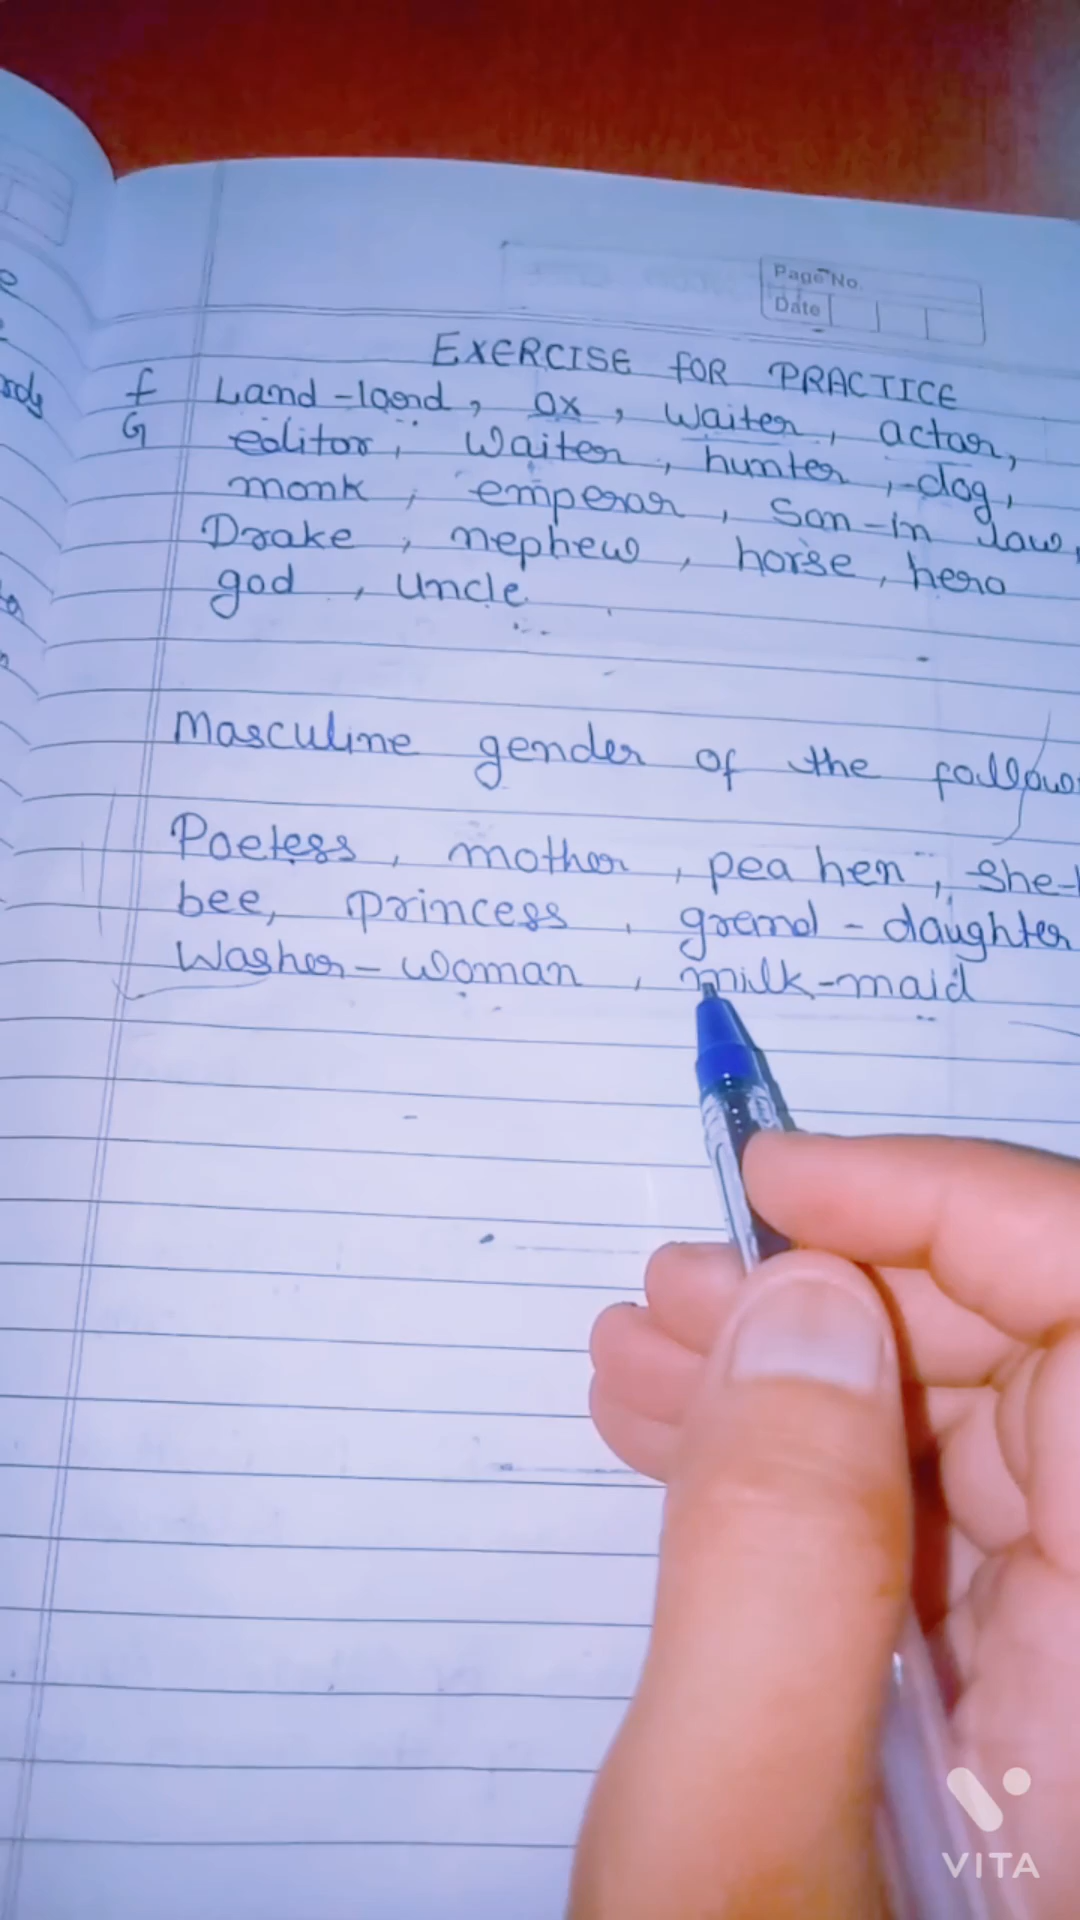 Page No.
Date
EXERCISE FOR PRACTICE
f Land-lord, ox, waiter, actor,
G editor, waiter, hunter, dog,
monk, emperor, son-in law,
Drake, nephew, horse, hero
god, uncle
Masculine gender of the
Poetess, mother, pea hen,
bee, princess, grand-daughter
Washer-woman, milk-maid
VITA